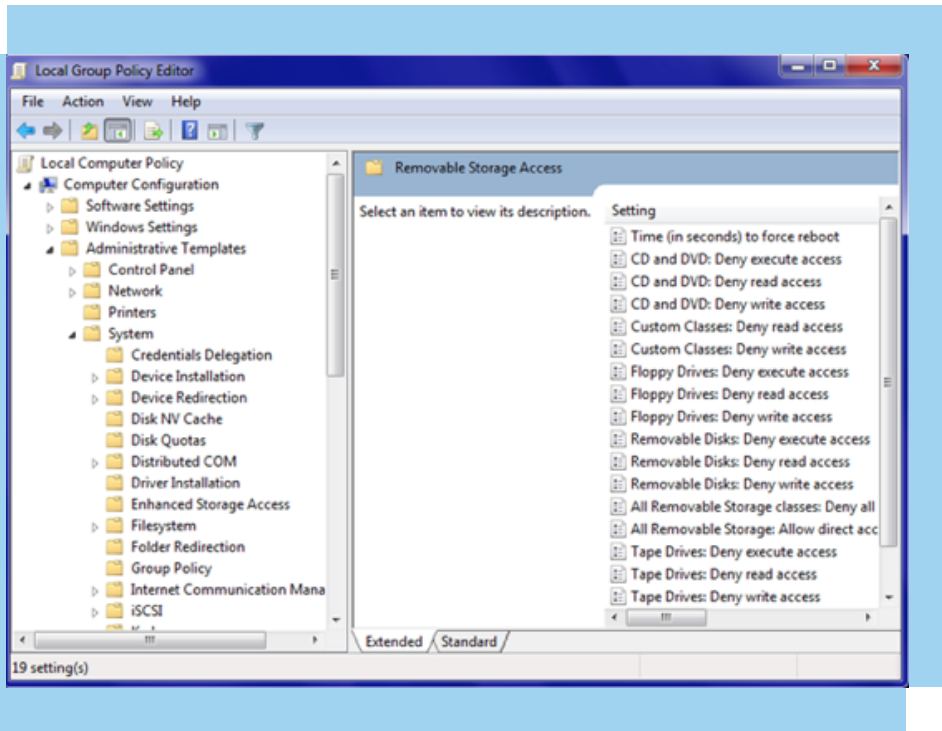 Local Group Policy Editor
File Action View Help
Local Computer Policy
Computer Configuration
Software Settings
Windows Settings
Administrative Templates
Control Panel
Network
Printers
System
Credentials Delegation
Device Installation
Device Redirection
Disk NV Cache
Disk Quotas
Distributed COM
Driver Installation
Enhanced Storage Access
Filesystem
Folder Redirection
Group Policy
Internet Communication Mana
iSCSI
Removable Storage Access
Select an item to view its description.
Setting
Time (in seconds) to force reboot
CD and DVD: Deny execute access
CD and DVD: Deny read access
CD and DVD: Deny write access
Custom Classes: Deny read access
Custom Classes: Deny write access
Floppy Drives: Deny execute access
Floppy Drives: Deny read access
Floppy Drives: Deny write access
Removable Disks: Deny execute access
Removable Disks: Deny read access
Removable Disks: Deny write access
All Removable Storage classes: Deny all
All Removable Storage: Allow direct acc
Tape Drives: Deny execute access
Tape Drives: Deny read access
Tape Drives: Deny write access
Extended Standard
19 setting(s)